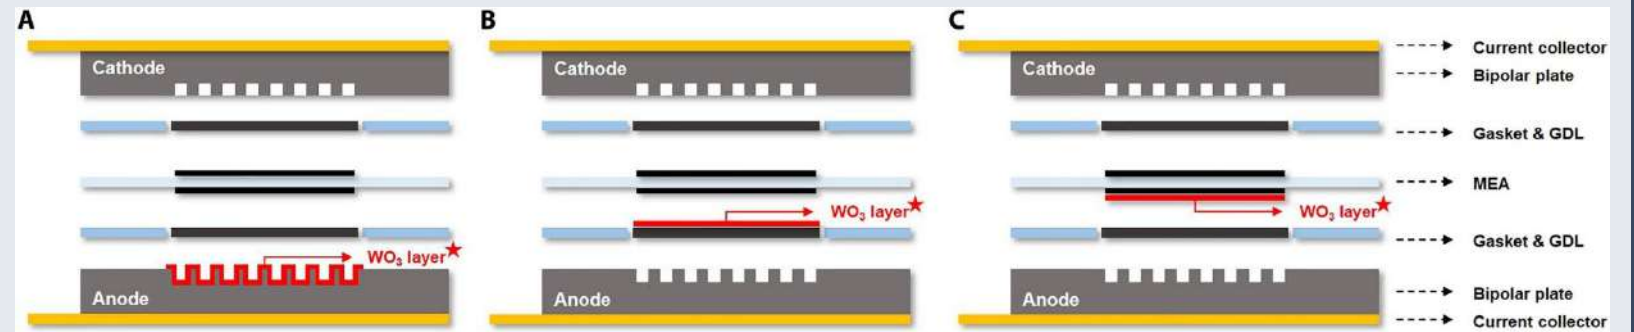 A
B
C
Cathode
Cathode
Cathode
Current collector
Bipolar plate
Gasket & GDL
MEA
WO₃ layer
WO₃ layer
WO₃ layer
Gasket & GDL
Anode
Anode
Anode
Bipolar plate
Current collector